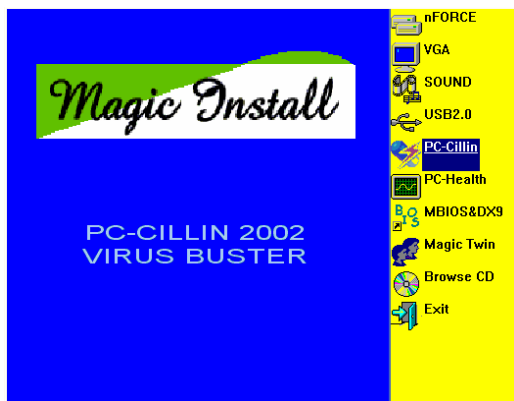 Magic Install
PC-CILLIN 2002
VIRUS BUSTER
nFORCE
VGA
SOUND
USB2.0
PC-Cillin
PC-Health
BIOS
MBIOS&DX9
Magic Twin
Browse CD
Exit